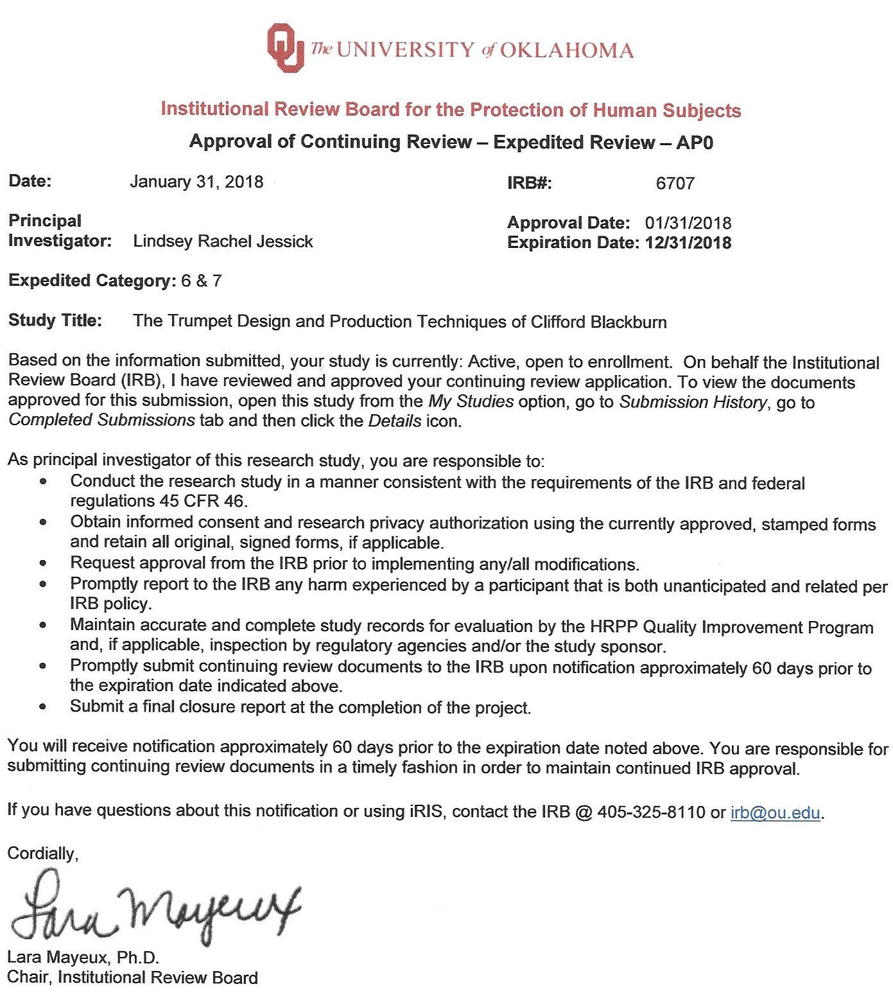 The UNIVERSITY of OKLAHOMA
Institutional Review Board for the Protection of Human Subjects
Approval of Continuing Review – Expedited Review – AP0
Date: January 31, 2018 IRB#: 6707
Principal
Investigator: Lindsey Rachel Jessick
Approval Date: 01/31/2018
Expiration Date: 12/31/2018
Expedited Category: 6 & 7
Study Title: The Trumpet Design and Production Techniques of Clifford Blackburn
Based on the information submitted, your study is currently: Active, open to enrollment. On behalf the Institutional
Review Board (IRB), I have reviewed and approved your continuing review application. To view the documents
approved for this submission, open this study from the My Studies option, go to Submission History, go to
Completed Submissions tab and then click the Details icon.
As principal investigator of this research study, you are responsible to:
• Conduct the research study in a manner consistent with the requirements of the IRB and federal
regulations 45 CFR 46.
• Obtain informed consent and research privacy authorization using the currently approved, stamped forms
and retain all original, signed forms, if applicable.
• Request approval from the IRB prior to implementing any/all modifications.
• Promptly report to the IRB any harm experienced by a participant that is both unanticipated and related per
IRB policy.
• Maintain accurate and complete study records for evaluation by the HRPP Quality Improvement Program
and, if applicable, inspection by regulatory agencies and/or the study sponsor.
• Promptly submit continuing review documents to the IRB upon notification approximately 60 days prior to
the expiration date indicated above.
• Submit a final closure report at the completion of the project.
You will receive notification approximately 60 days prior to the expiration date noted above. You are responsible for
submitting continuing review documents in a timely fashion in order to maintain continued IRB approval.
If you have questions about this notification or using iRIS, contact the IRB @ 405-325-8110 or irb@ou.edu.
Cordially,
Lara Mayeux
Lara Mayeux, Ph.D.
Chair, Institutional Review Board